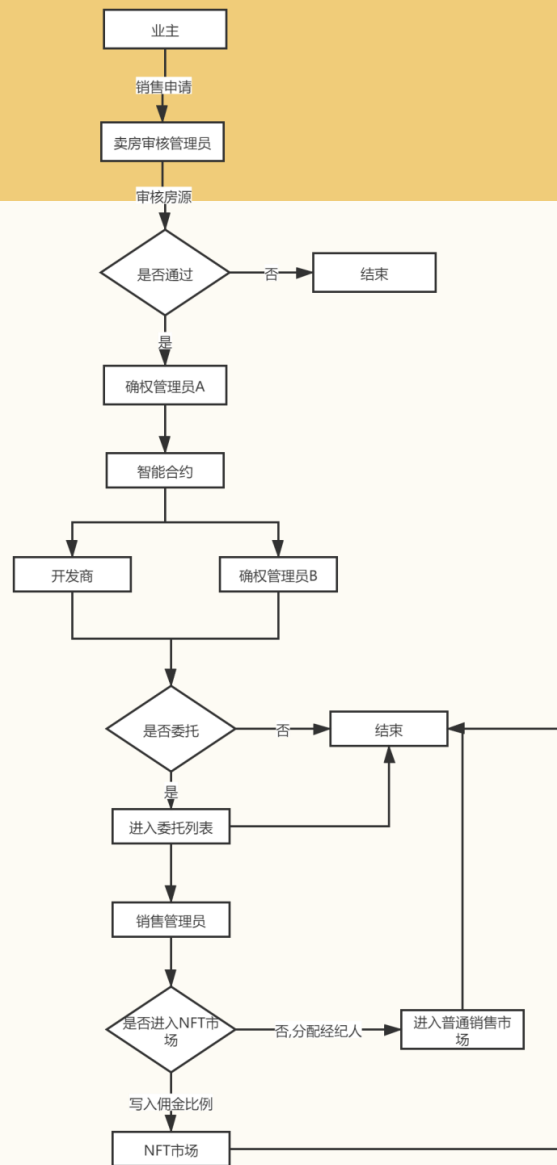 业主
销售申请
卖房审核管理员
审核房源
是否通过
否
结束
是
确权管理员A
智能合约
开发商
确权管理员B
是否委托
否
结束
是
进入委托列表
销售管理员
是否进入NFT市
场
否,分配经纪人
进入普通销售市
场
写入佣金比例
NFT市场